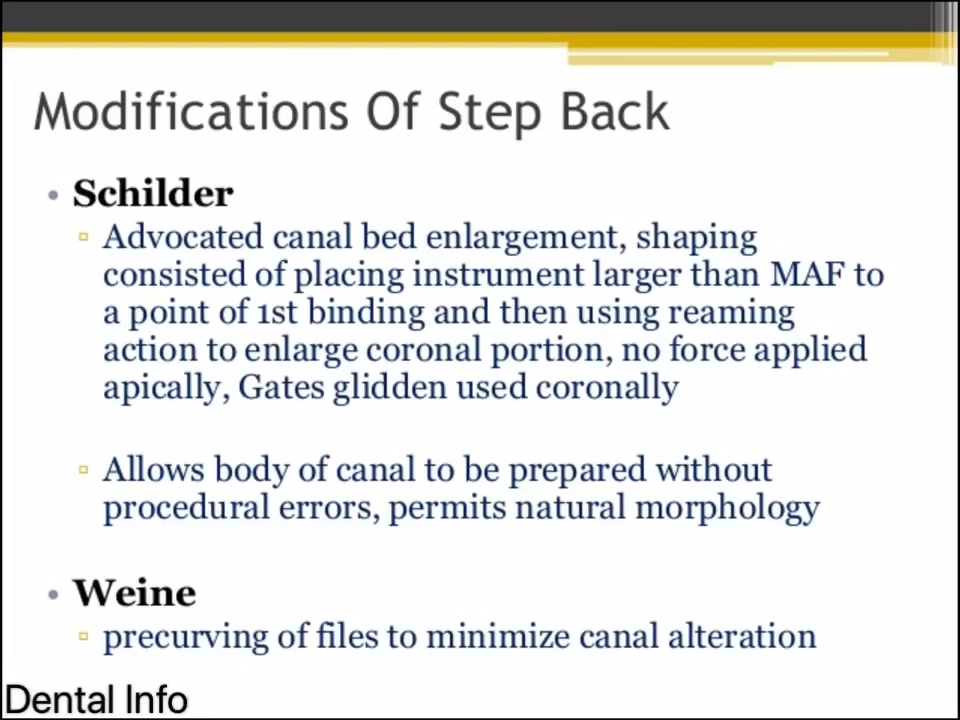 Modifications Of Step Back
• Schilder
▫ Advocated canal bed enlargement, shaping
consisted of placing instrument larger than MAF to
a point of 1st binding and then using reaming
action to enlarge coronal portion, no force applied
apically, Gates glidden used coronally
▫ Allows body of canal to be prepared without
procedural errors, permits natural morphology
• Weine
▫ precurving of files to minimize canal alteration
Dental Info